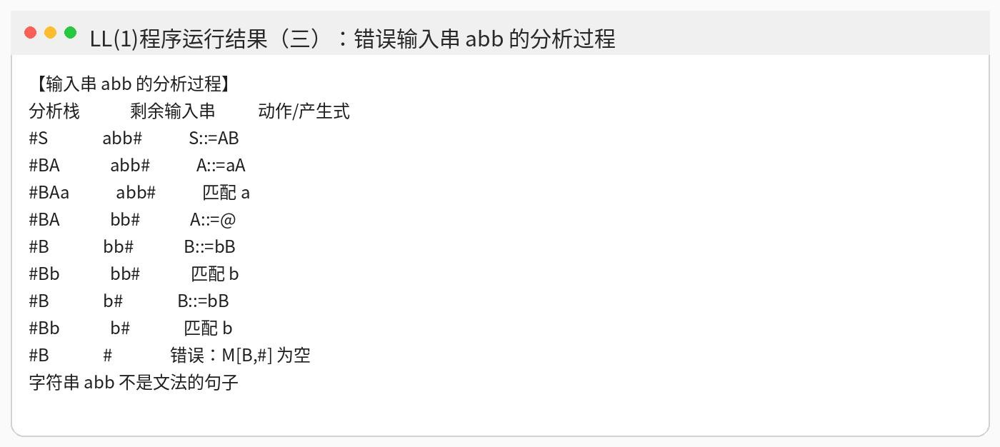 LL(1)程序运行结果（三）：错误输入串 abb 的分析过程
【输入串 abb 的分析过程】
分析栈 剩余输入串 动作/产生式
#S abb# S::=AB
#BA abb# A::=aA
#BAa abb# 匹配 a
#BA bb# A::=@
#B bb# B::=bB
#Bb bb# 匹配 b
#B b# B::=bB
#Bb b# 匹配 b
#B # 错误：M[B,#] 为空
字符串 abb 不是文法的句子